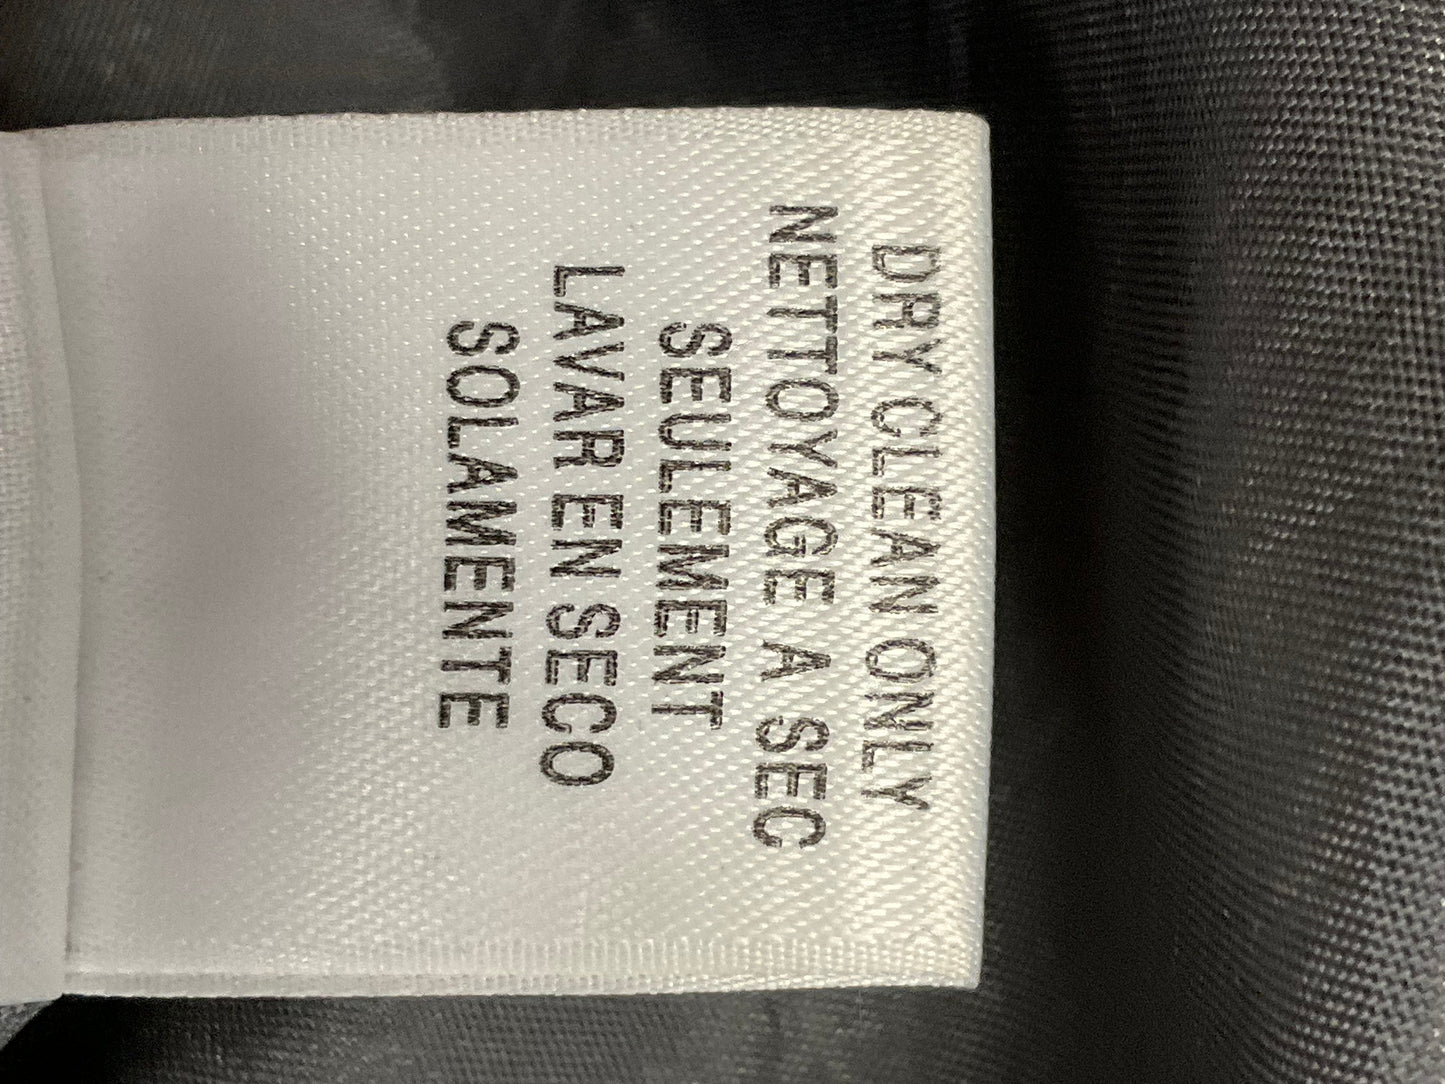 DRY CLEAN ONLY
NETTOYAGE A SEC
SEULEMENT
LAVAR EN SECO
SOLAMENTE